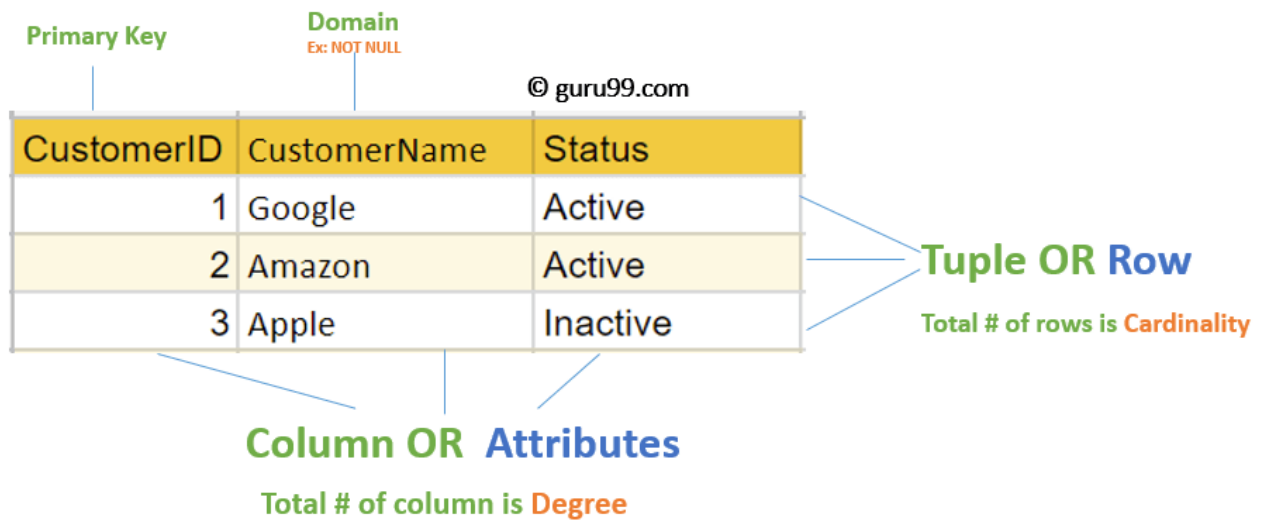 Primary Key
Domain
Ex: NOT NULL
© guru99.com
CustomerID CustomerName Status
1 Google Active
2 Amazon Active
3 Apple Inactive
Tuple OR Row
Total # of rows is Cardinality
Column OR Attributes
Total # of column is Degree